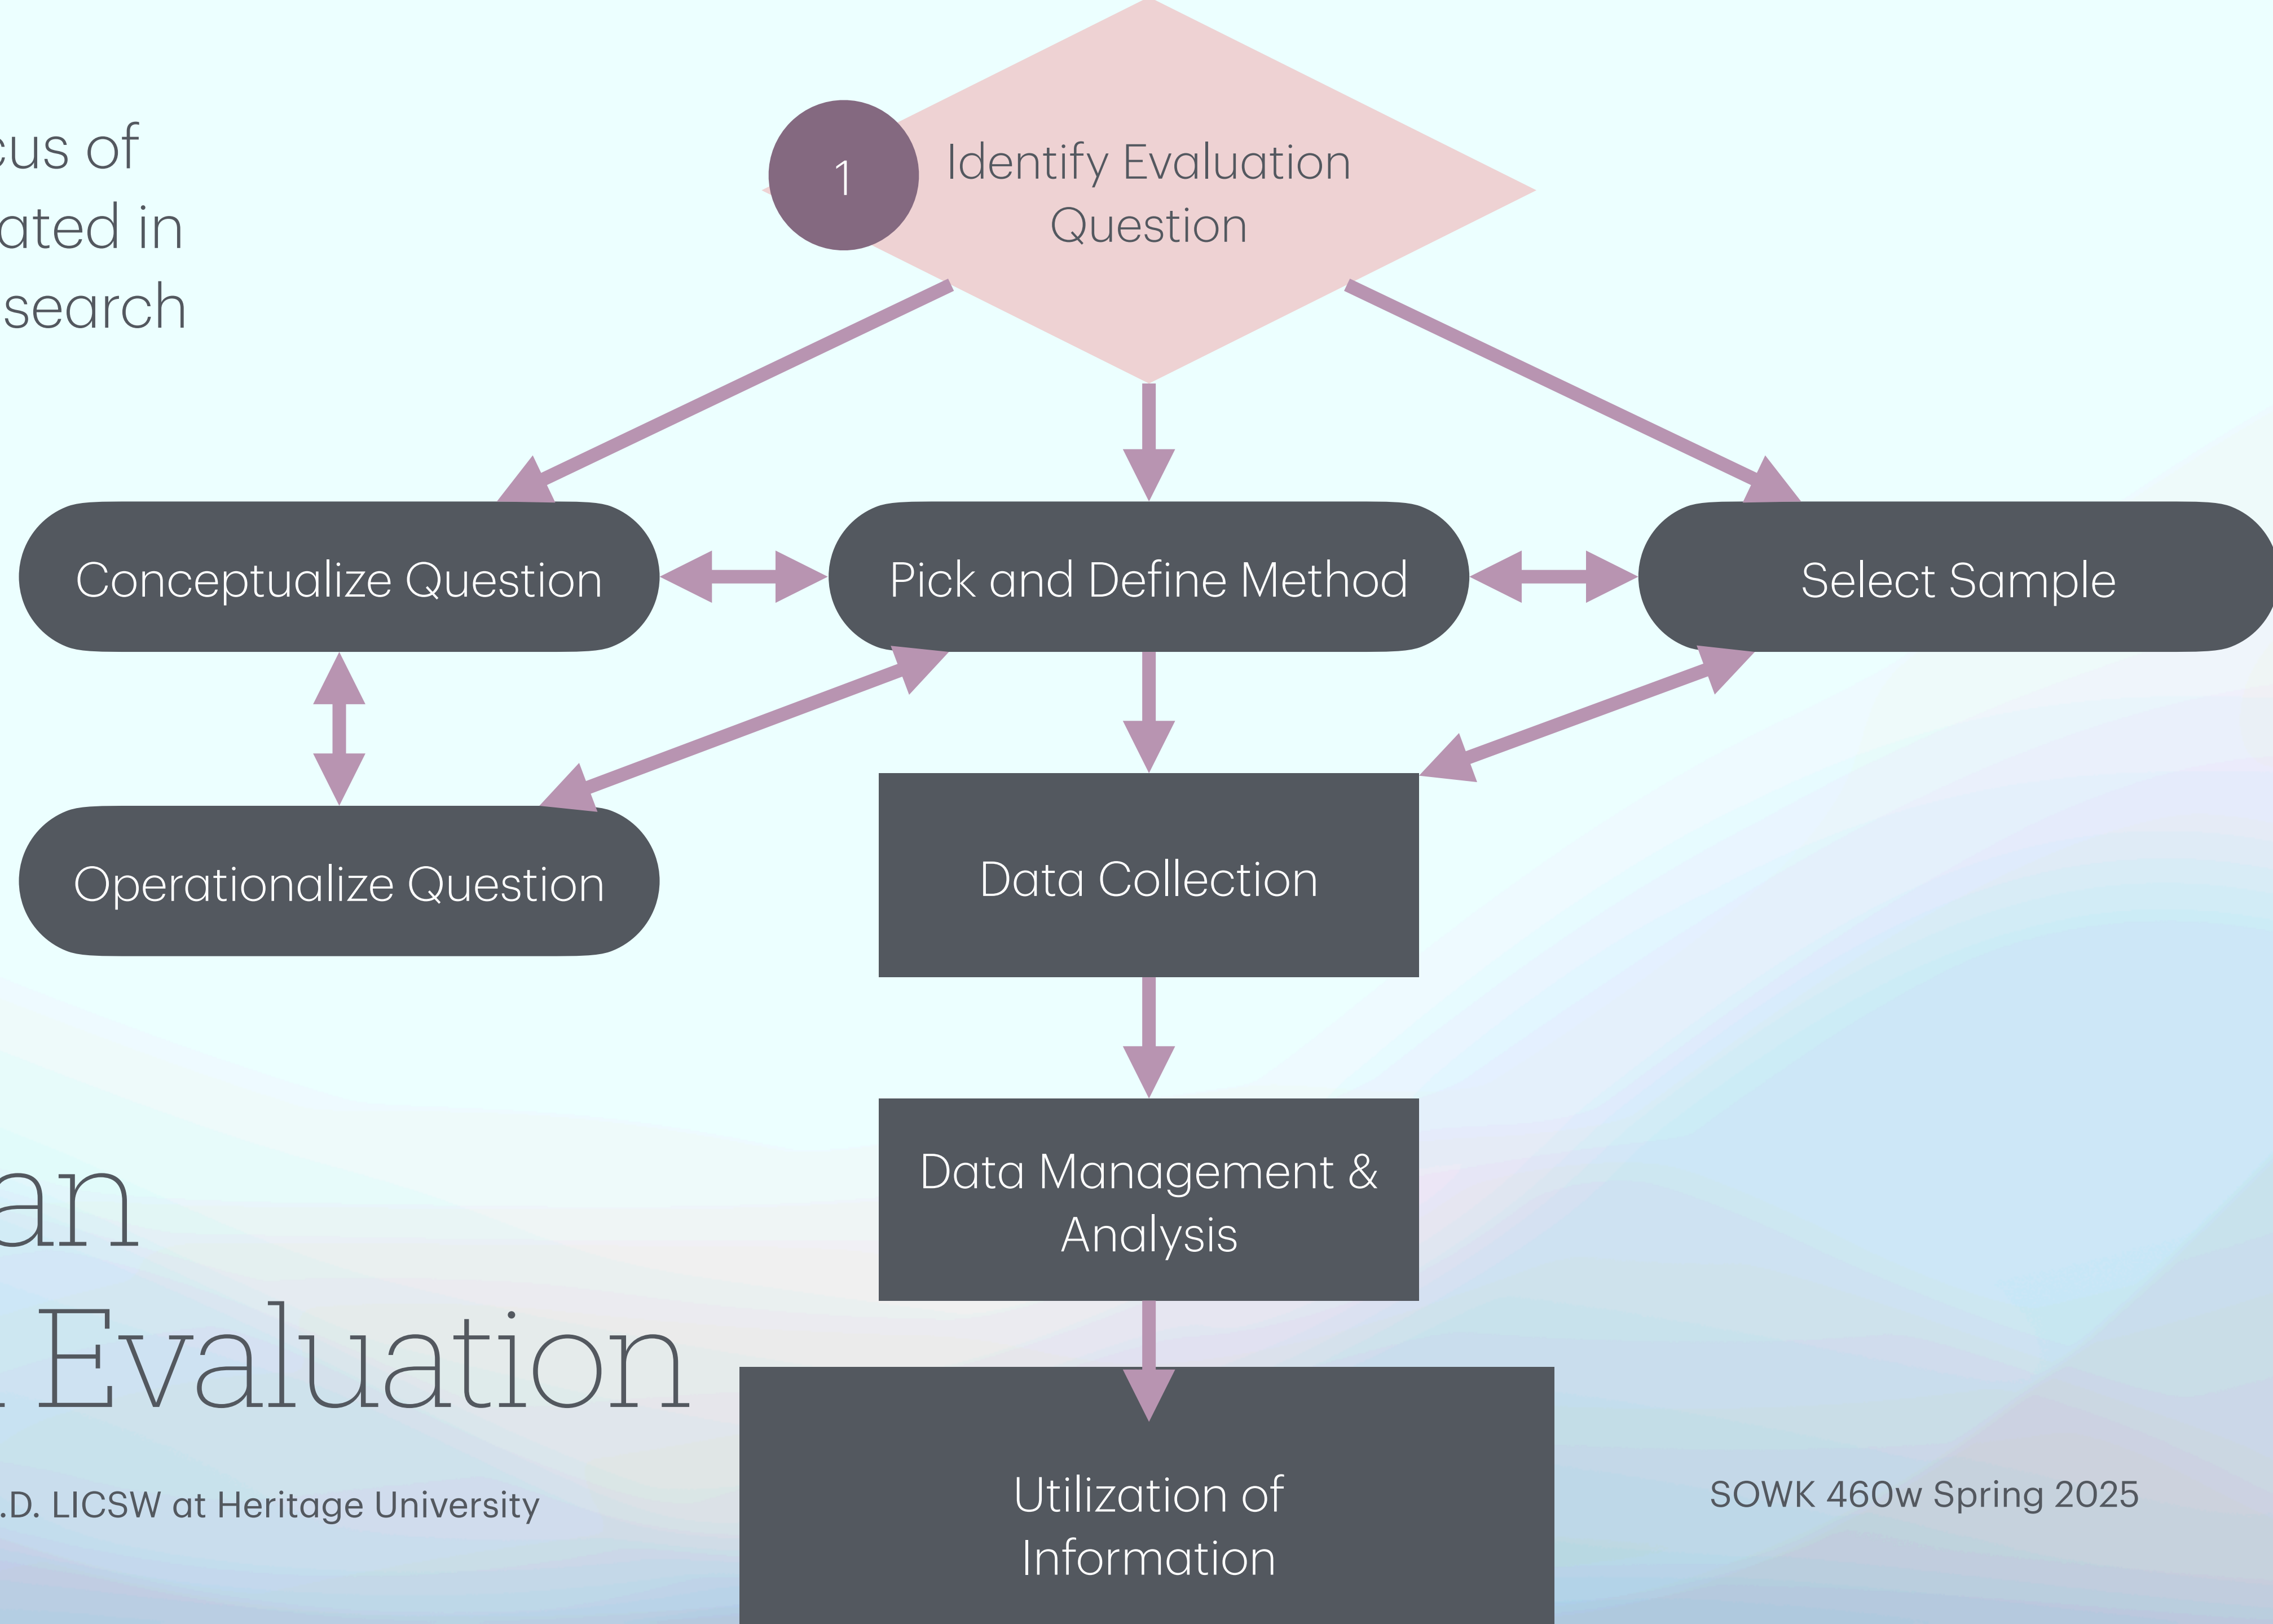 cus of
ated in
search
1
Identify Evaluation
Question
Conceptualize Question
Pick and Define Method
Select Sample
Operationalize Question
Data Collection
Data Management &
Analysis
an
Evaluation
.D. LICSW at Heritage University
Utilization of
Information
SOWK 460w Spring 2025